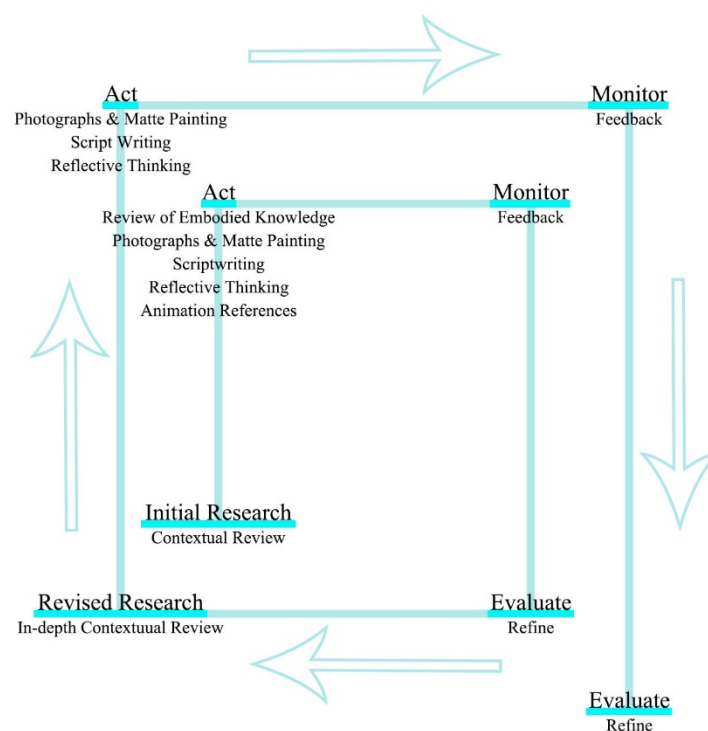 Act
Photographs & Matte Painting
Script Writing
Reflective Thinking
Monitor
Feedback
Act
Review of Embodied Knowledge
Photographs & Matte Painting
Scriptwriting
Reflective Thinking
Animation References
Monitor
Feedback
Initial Research
Contextual Review
Revised Research
In-depth Contextuual Review
Evaluate
Refine
Evaluate
Refine